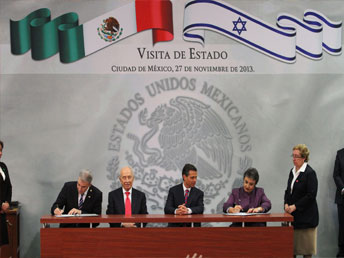 VISITA DE ESTADO
CIUDAD DE MÉXICO, 27 DE NOVIEMBRE DE 2013.
ESTADOS UNIDOS MEXICANOS